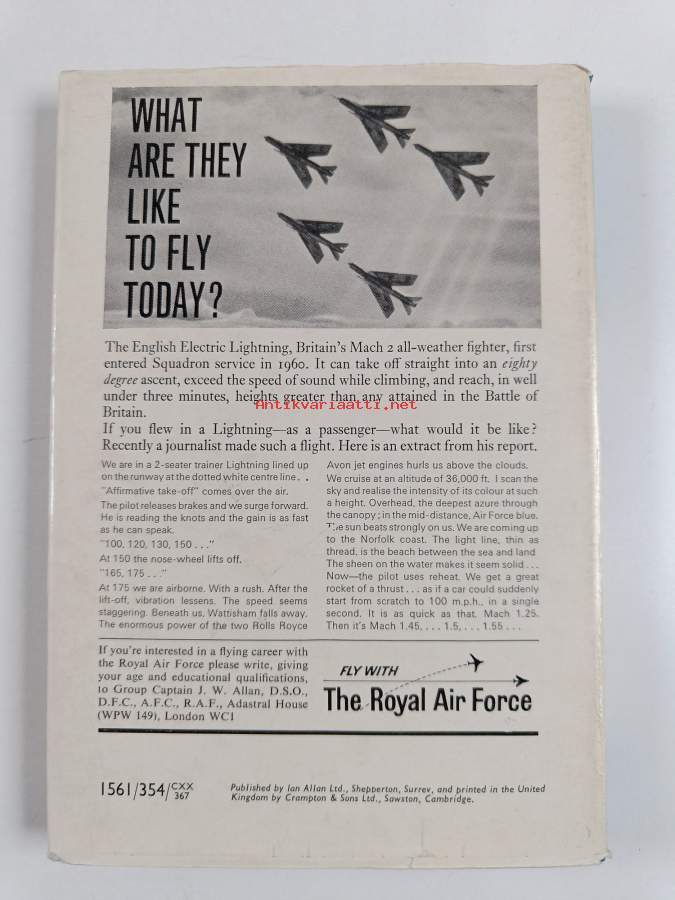 WHAT
ARE THEY
LIKE
TO FLY
TODAY?
The English Electric Lightning, Britain's Mach 2 all-weather fighter, first
entered Squadron service in 1960. It can take off straight into an eighty
degree ascent, exceed the speed of sound while climbing, and reach, in well
under three minutes, heights greater than any attained in the Battle of
Britain.
Antikvariaatti.net
If you flew in a Lightning—as a passenger—what would it be like?
Recently a journalist made such a flight. Here is an extract from his report.
We are in a 2-seater trainer Lightning lined up
on the runway at the dotted white centre line . .
"Affirmative take-off" comes over the air.
The pilot releases brakes and we surge forward.
He is reading the knots and the gain is as fast
as he can speak.
"100, 120, 130, 150 . . ."
At 150 the nose-wheel lifts off.
"165, 175 . . ."
At 175 we are airborne. With a rush. After the
lift-off, vibration lessens. The speed seems
staggering. Beneath us, Wattisham falls away.
The enormous power of the two Rolls Royce
Avon jet engines hurls us above the clouds.
We cruise at an altitude of 36,000 ft. I scan the
sky and realise the intensity of its colour at such
a height. Overhead, the deepest azure through
the canopy; in the mid-distance, Air Force blue.
The sun beats strongly on us. We are coming up
to the Norfolk coast. The light line, thin as
thread, is the beach between the sea and land
The sheen on the water makes it seem solid . . .
Now—the pilot uses reheat. We get a great
rocket of a thrust . . . as if a car could suddenly
start from scratch to 100 m.p.h., in a single
second. It is as quick as that. Mach 1.25.
Then it's Mach 1.45, . . . . 1.5, . . . . 1.55 . . .
If you're interested in a flying career with
the Royal Air Force please write, giving
your age and educational qualifications,
to Group Captain J. W. Allan, D.S.O.,
D.F.C., A.F.C., R.A.F., Adastral House
(WPW 149), London WC1
FLY WITH
The Royal Air Force
1561/354/CXX
367
Published by Ian Allan Ltd., Shepperton, Surrey, and printed in the United
Kingdom by Crampton & Sons Ltd., Sawston, Cambridge.